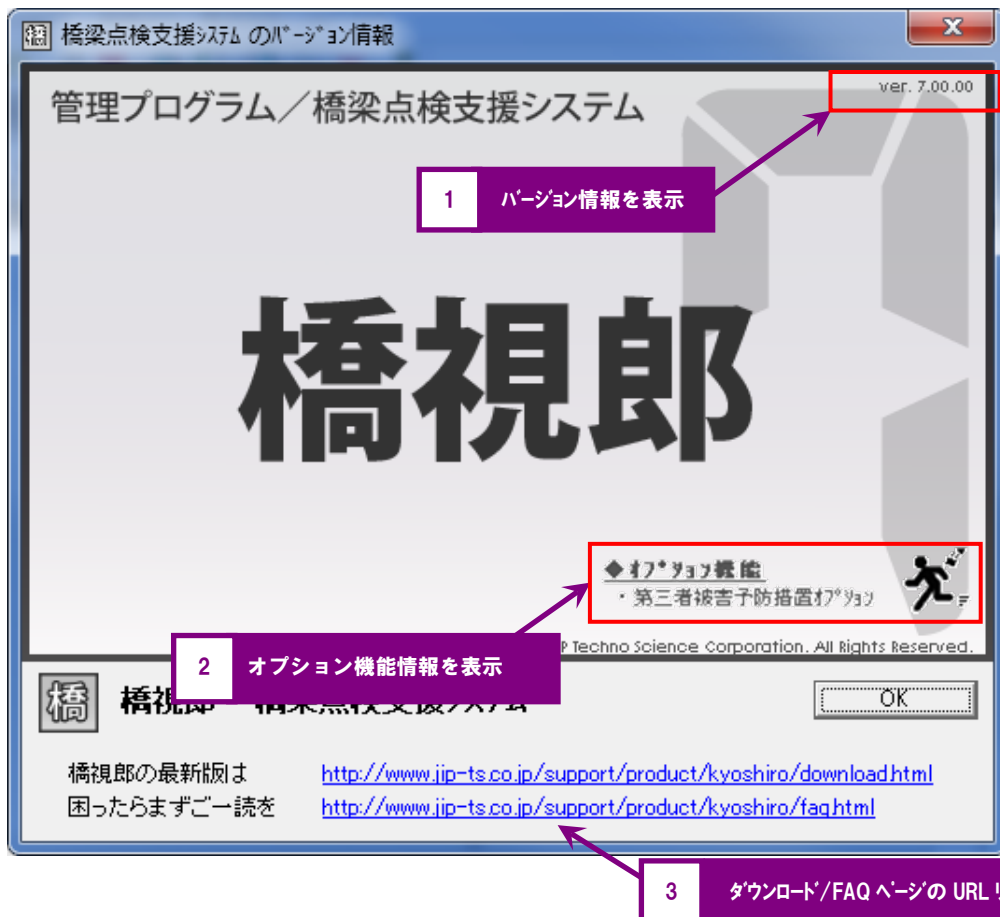 橋梁点検支援ｼｽﾃﾑ のﾊﾞｰｼﾞｮﾝ情報
管理プログラム／橋梁点検支援システム
ver. 7.00.00
1 ﾊﾞｰｼﾞｮﾝ情報を表示
橋視郎
◆ｵﾌﾟｼｮﾝ機能
・第三者被害予防措置ｵﾌﾟｼｮﾝ
Techno Science Corporation. All Rights Reserved.
2 オプション機能情報を表示
橋
OK
橋視郎の最新版は http://www.jip-ts.co.jp/support/product/kyoshiro/download.html
困ったらまずご一読を http://www.jip-ts.co.jp/support/product/kyoshiro/faq.html
3 ﾀﾞｳﾝﾛｰﾄﾞ/FAQ ﾍﾟｰｼﾞの URL